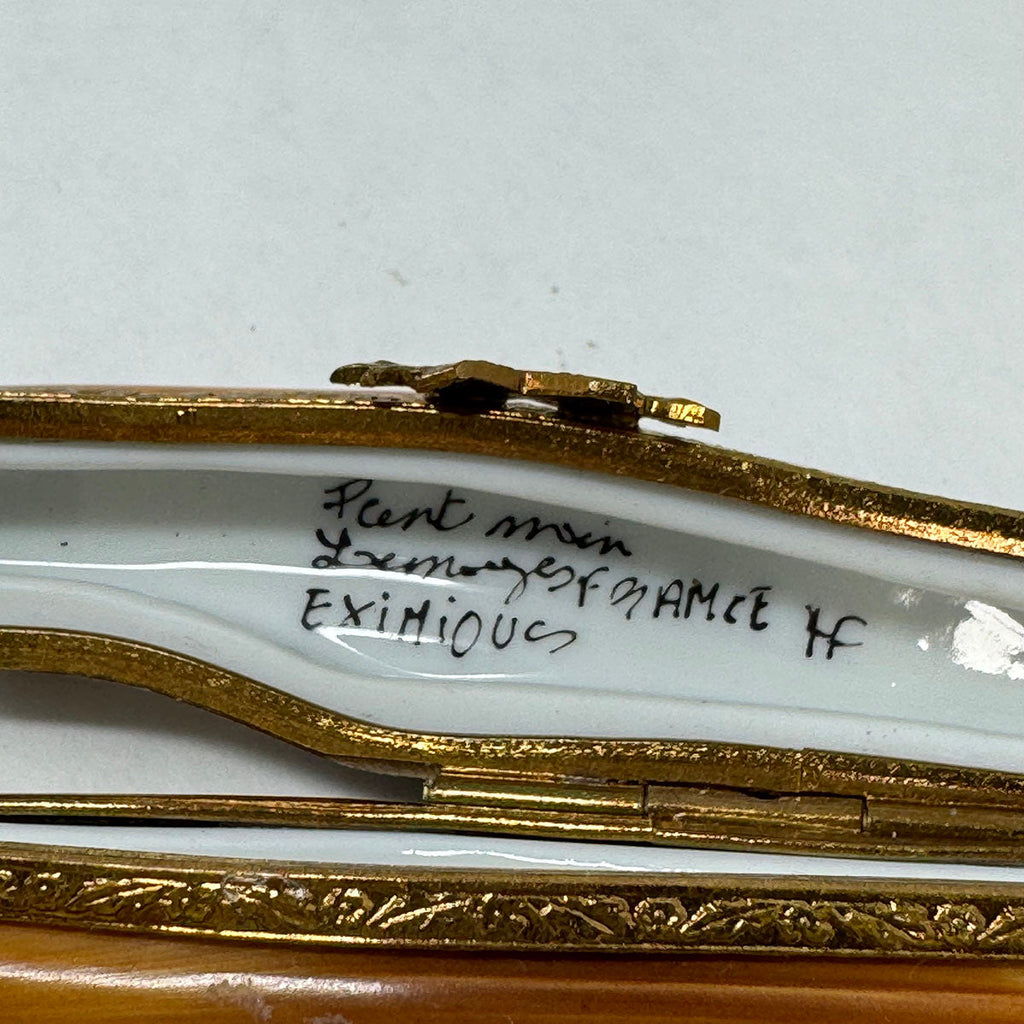 Peint main
Limoges FRANCE HF
EXIMIOUS